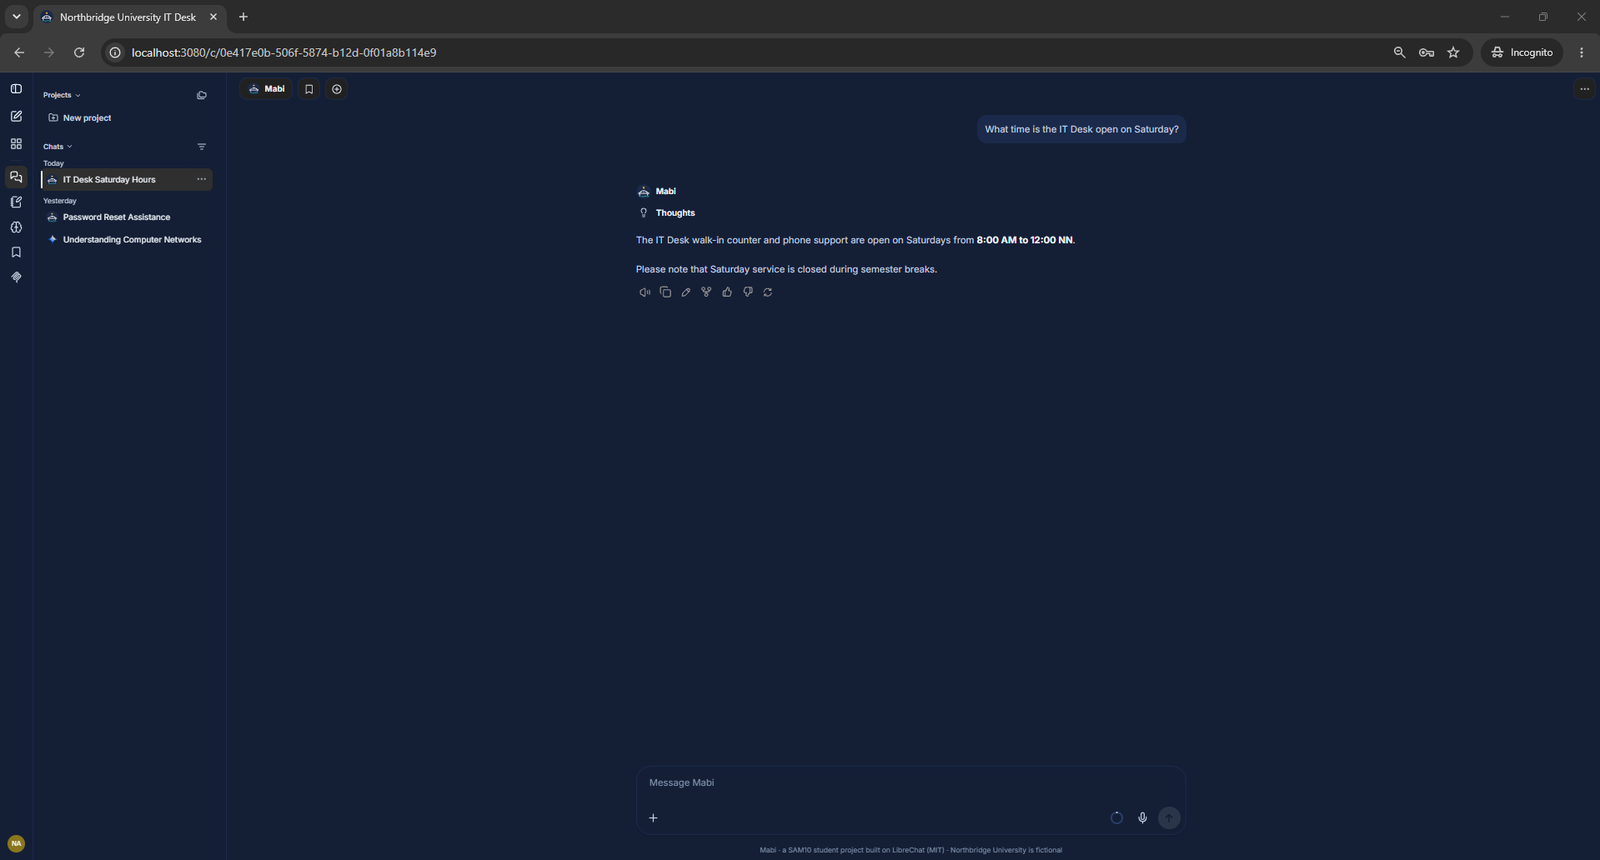 Northbridge University IT Desk
localhost:3080/c/0e417e0b-506f-5874-b12d-0f01a8b114e9
Incognito
Projects
New project
Chats
Today
IT Desk Saturday Hours
Yesterday
Password Reset Assistance
Understanding Computer Networks
NA
Mabi
What time is the IT Desk open on Saturday?
Mabi
Thoughts
The IT Desk walk-in counter and phone support are open on Saturdays from 8:00 AM to 12:00 NN.
Please note that Saturday service is closed during semester breaks.
Message Mabi
Mabi - a SAM10 student project built on LibreChat (MIT) - Northbridge University is fictional